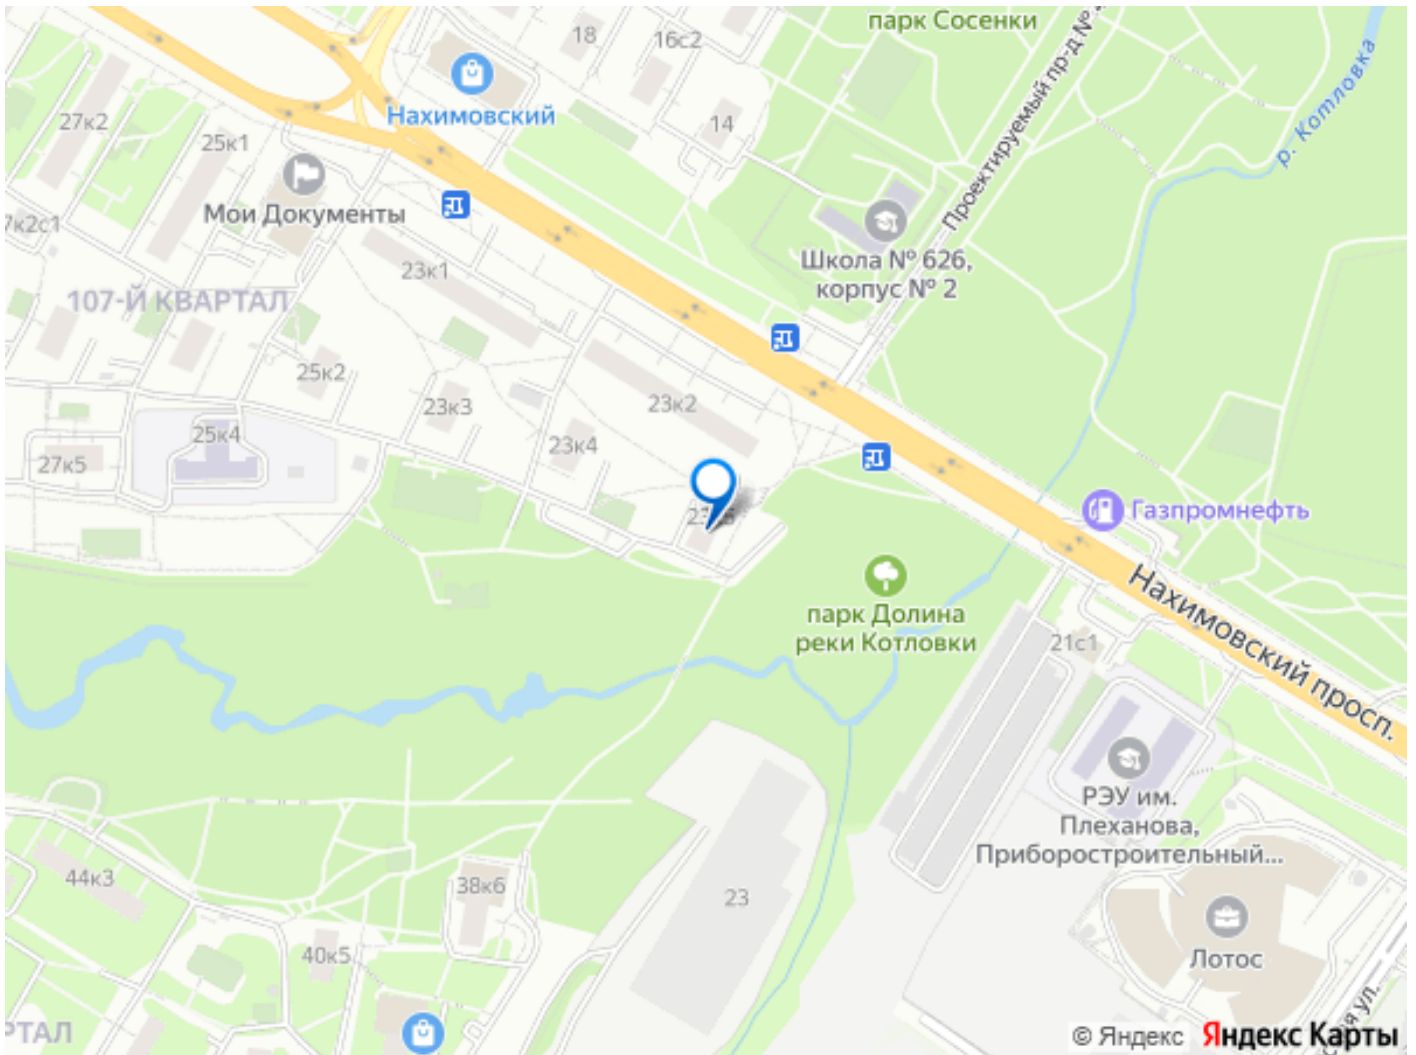 парк Сосенки
18
16с2
Проектируемый пр-д №
р. Котловка
Нахимовский
27к2
25к1
14
Мои Документы
7к2с1
23к1
Школа № 626,
корпус № 2
107-Й КВАРТАЛ
25к2
23к3
23к2
25к4
23к4
27к5
Газпромнефть
Нахимовский просп.
парк Долина
реки Котловки
21с1
РЭУ им.
Плеханова,
Приборостроительный...
44к3
38к6
23
40к5
Лотос
РТАЛ
ая ул.
© Яндекс Яндекс Карты